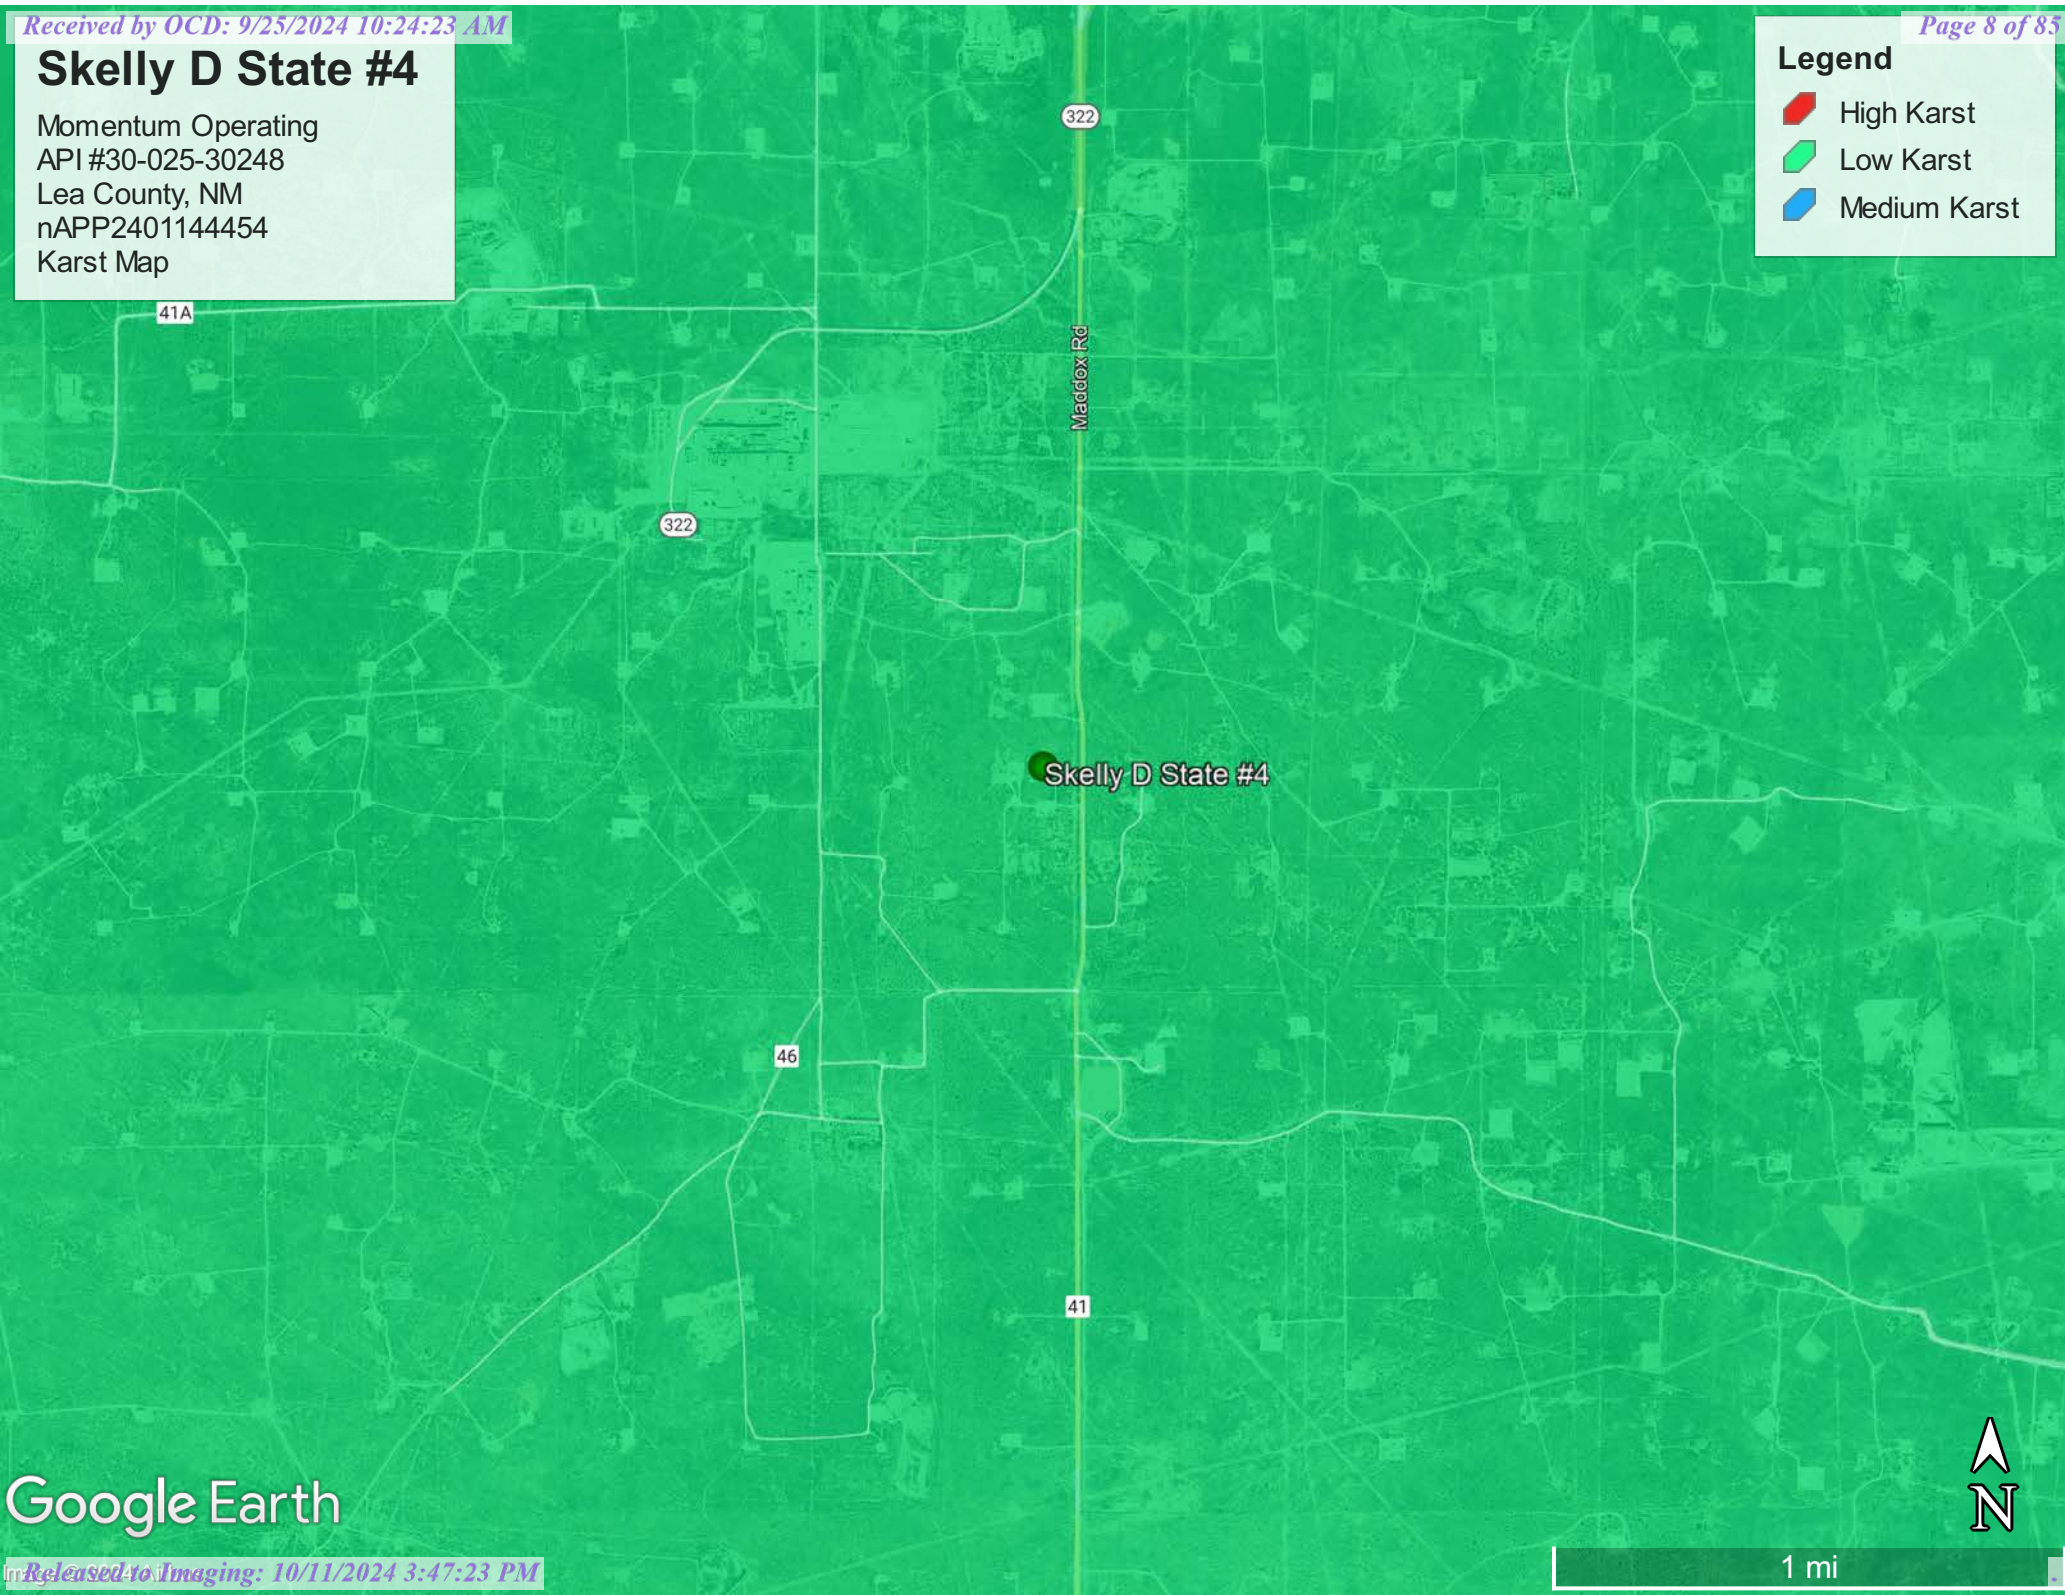 Received by OCD: 9/25/2024 10:24:23 AM
Page 8 of 85
Skelly D State #4
Momentum Operating
API #30-025-30248
Lea County, NM
nAPP2401144454
Karst Map
Legend
High Karst
Low Karst
Medium Karst
322
41A
Maddox Rd
322
Skelly D State #4
46
41
Google Earth
N
Released to Imaging: 10/11/2024 3:47:23 PM
1 mi